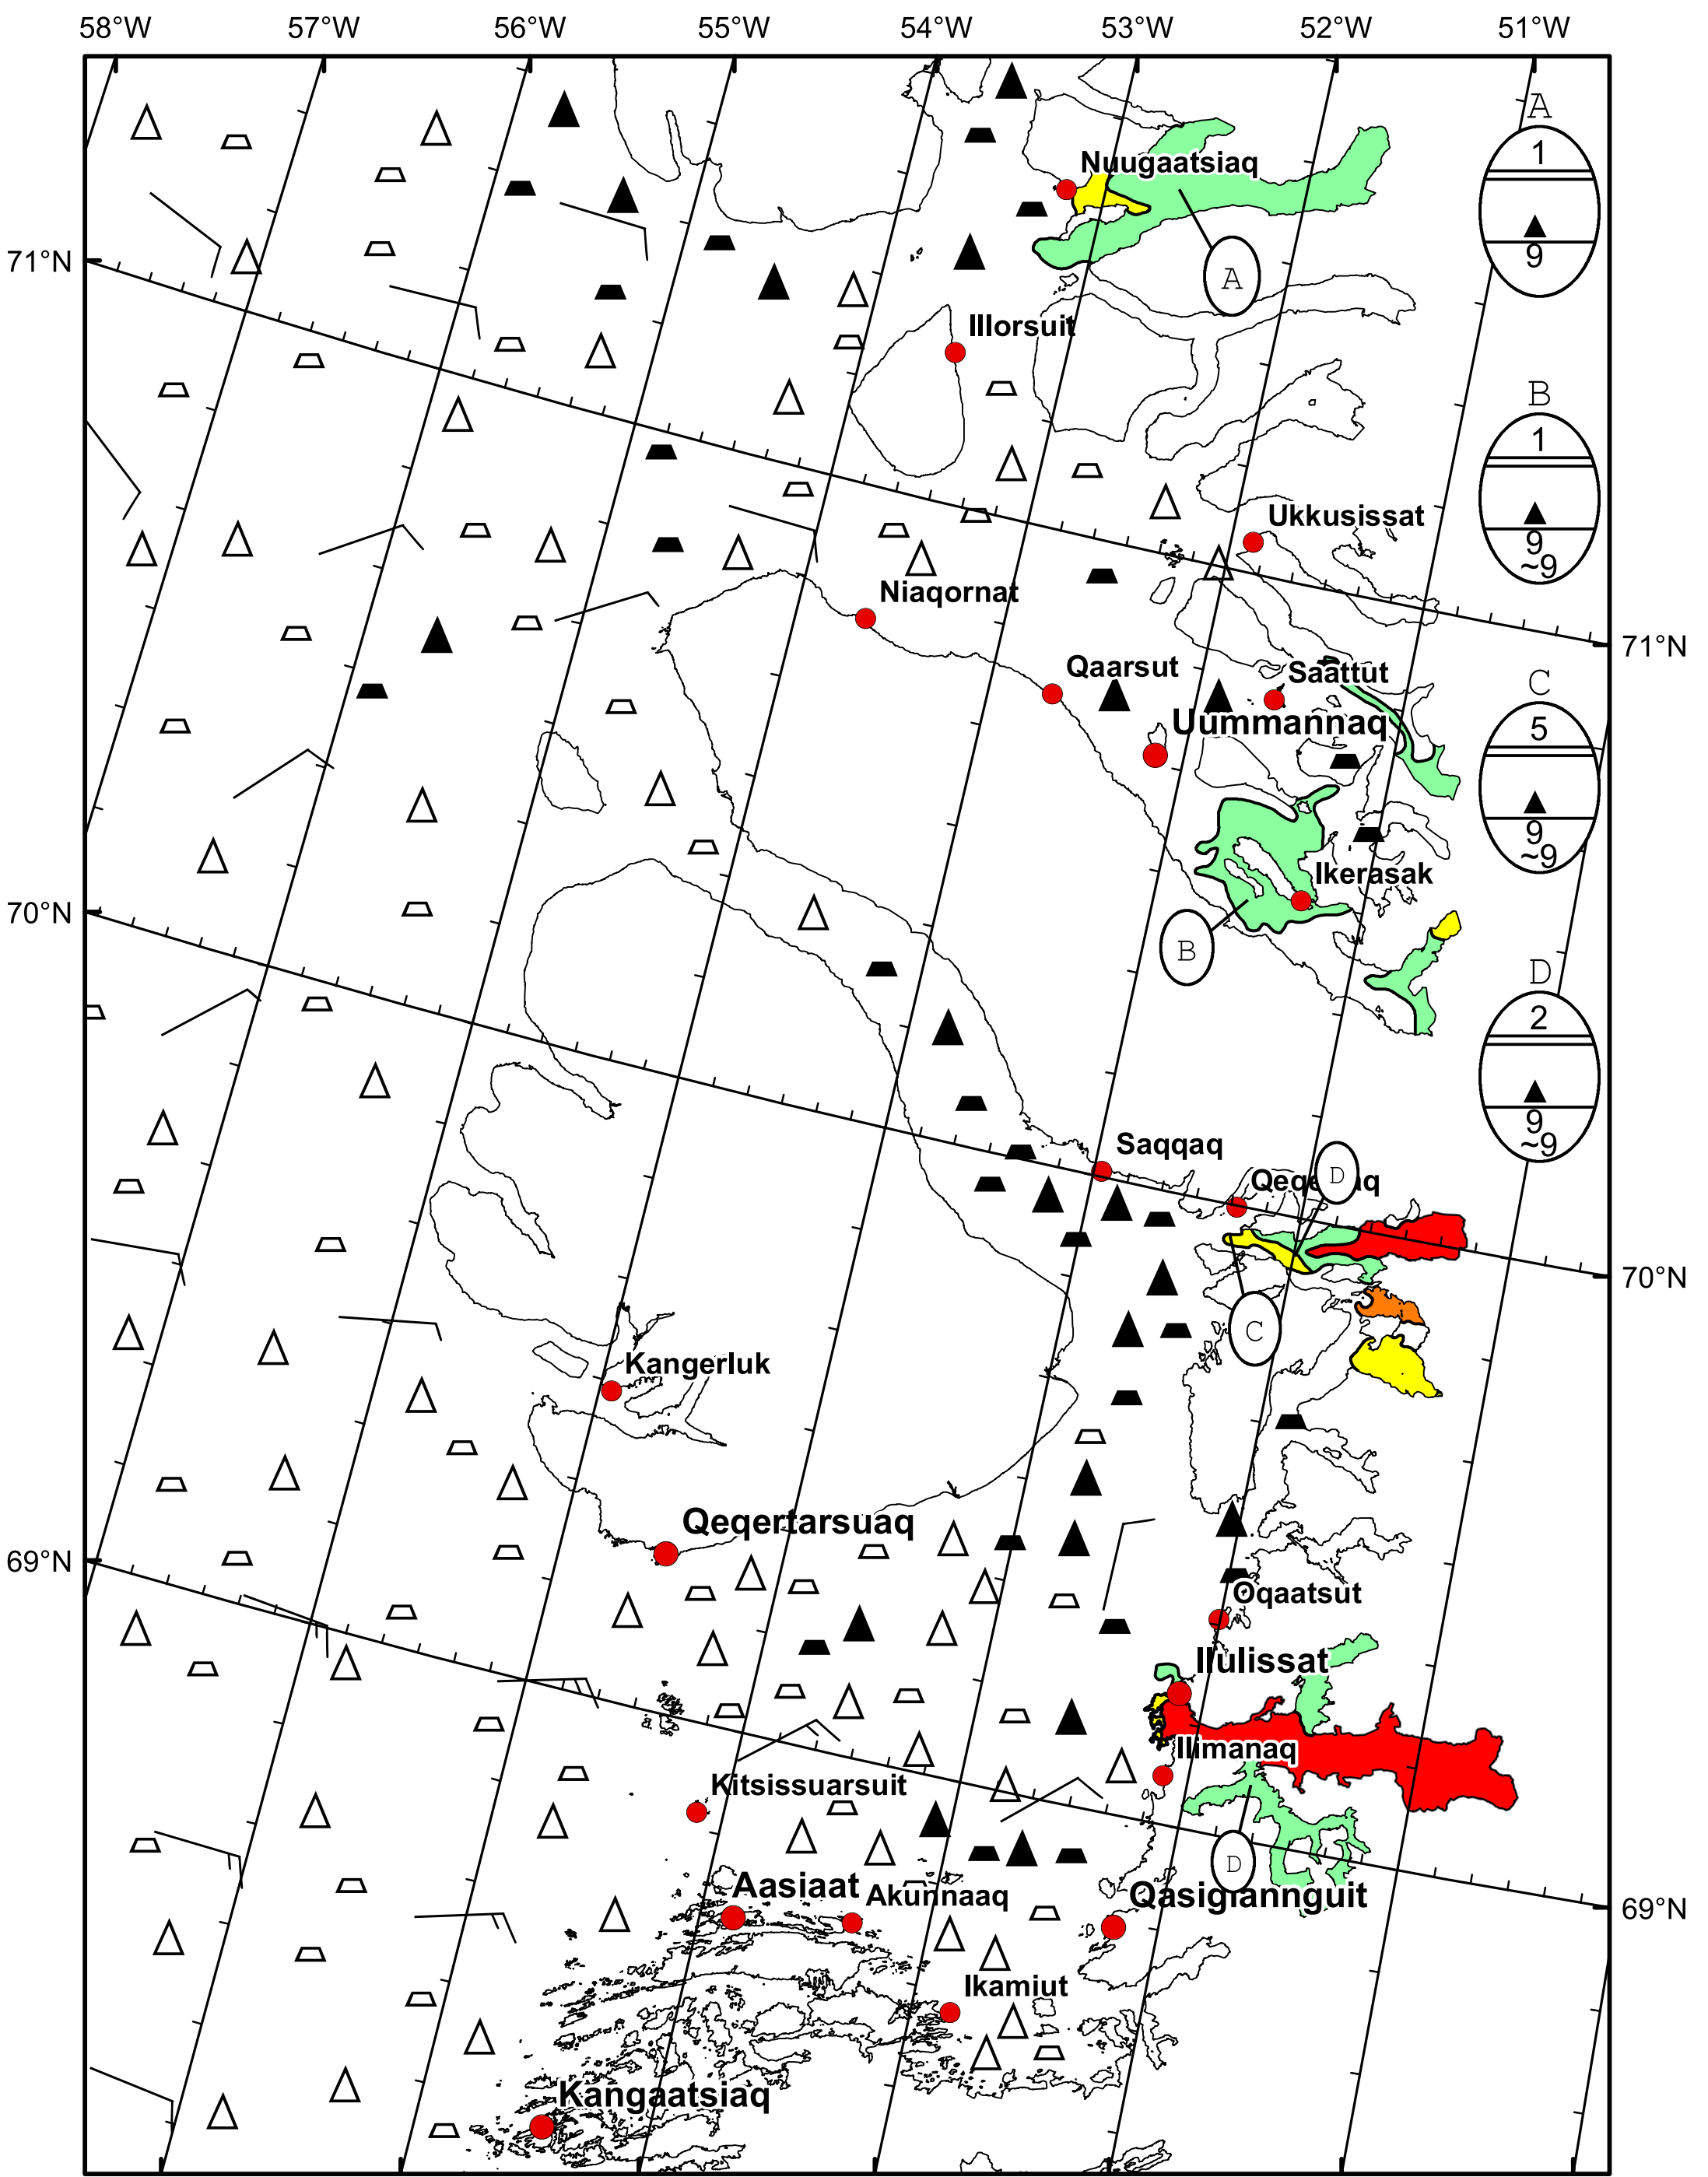 58°W 57°W 56°W 55°W 54°W 53°W 52°W 51°W
A
1
9
Nuugaatsiaq
71°N
A
Illorsuit
B
1
9
~9
Ukkusissat
Niaqornat
71°N
Qaarsut
Saattut
C
5
9
~9
Uummannaq
Ikerasak
70°N
B
D
2
9
~9
Saqqaq
D
70°N
C
Kangerluk
Qeqertarsuaq
69°N
Oqaatsut
Ilulissat
Ilimanaq
Kitsissuarsuit
D
Aasiaat
Akunnaaq
Qasigiannguit
69°N
Ikamiut
Kangaatsiaq